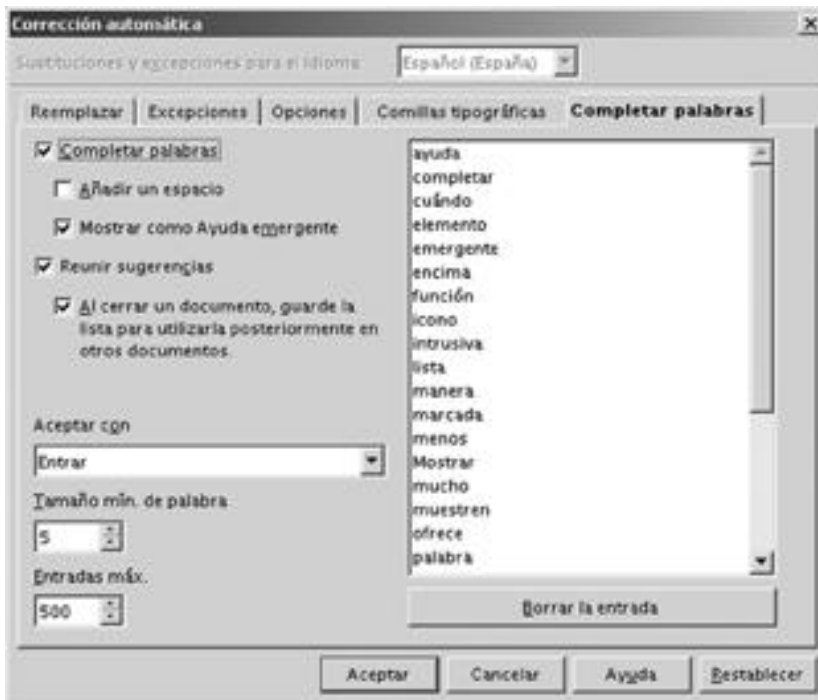 Corrección automática
Sustituciones y excepciones para el idioma Español (España)
Reemplazar Excepciones Opciones Comillas tipográficas Completar palabras
Completar palabras
Añadir un espacio
Mostrar como Ayuda emergente
Reunir sugerencias
Al cerrar un documento, guarde la
lista para utilizarla posteriormente en
otros documentos.
Aceptar con
Entrar
Tamaño mín. de palabra
5
Entradas máx.
500
ayuda
completar
cuándo
elemento
emergente
encima
función
icono
intrusiva
lista
manera
marcada
menos
Mostrar
mucho
muestren
ofrece
palabra
Borrar la entrada
Aceptar Cancelar Ayuda Restablecer